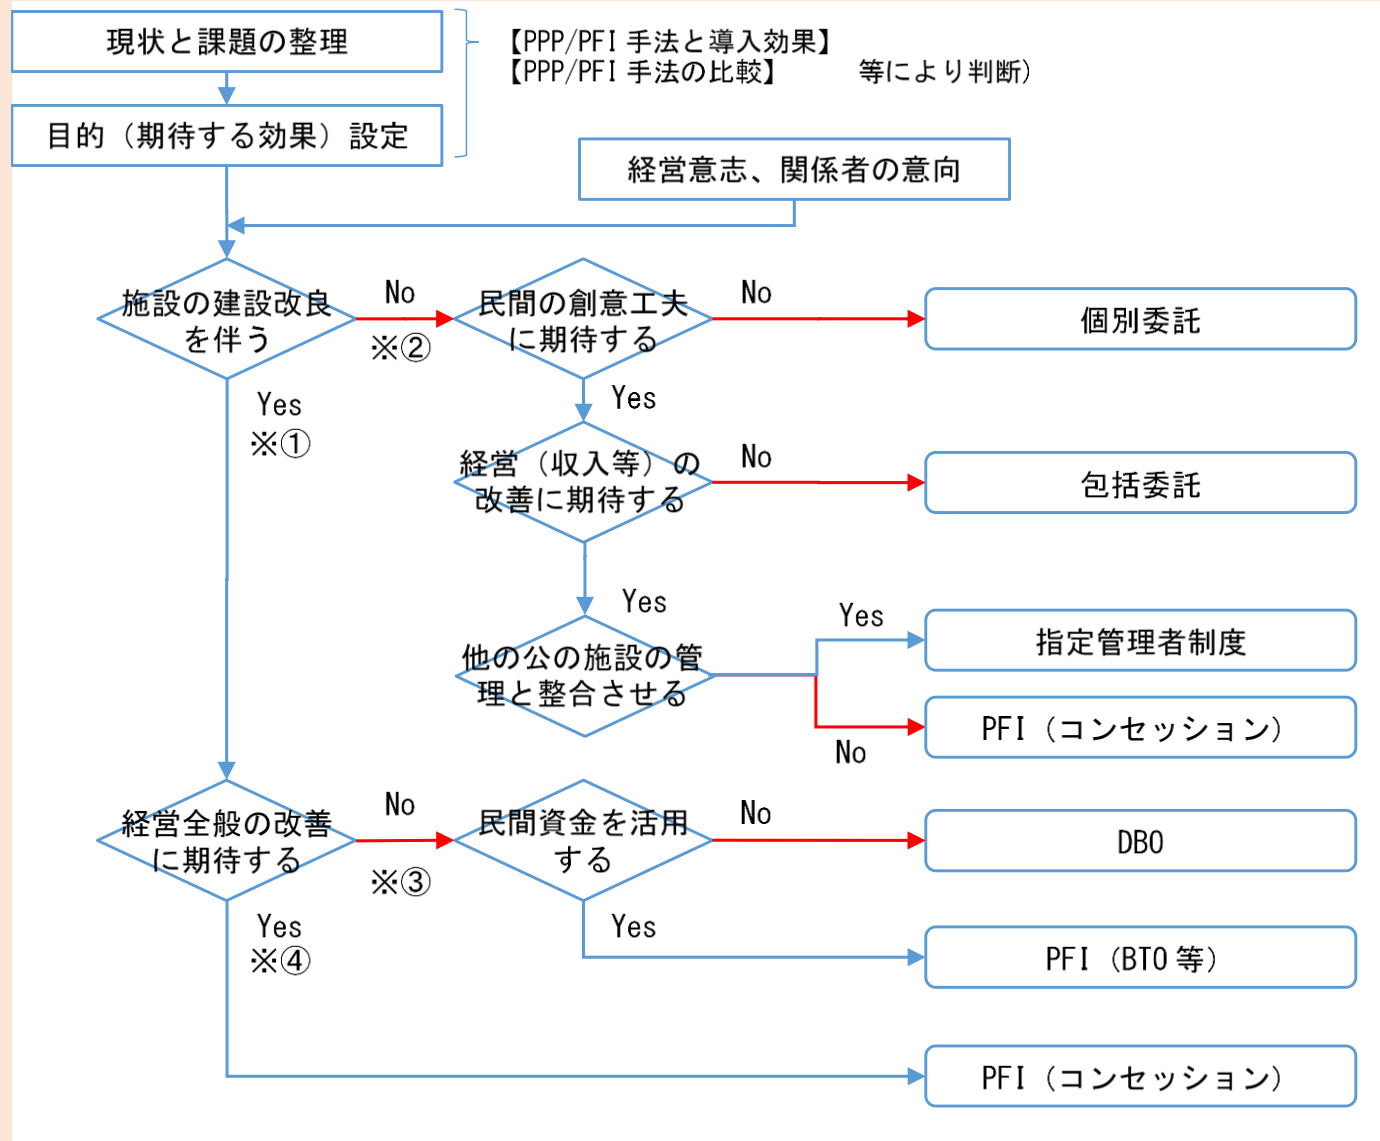 現状と課題の整理
【PPP/PFI 手法と導入効果】
【PPP/PFI 手法の比較】 等により判断)
目的（期待する効果）設定
経営意志、関係者の意向
施設の建設改良
を伴う
No
※②
民間の創意工夫
に期待する
No
個別委託
Yes
※①
Yes
経営（収入等）の
改善に期待する
No
包括委託
Yes
他の公の施設の管
理と整合させる
Yes
指定管理者制度
No
PFI（コンセッション）
経営全般の改善
に期待する
No
※③
民間資金を活用
する
No
DBO
Yes
※④
Yes
PFI（BTO 等）
PFI（コンセッション）